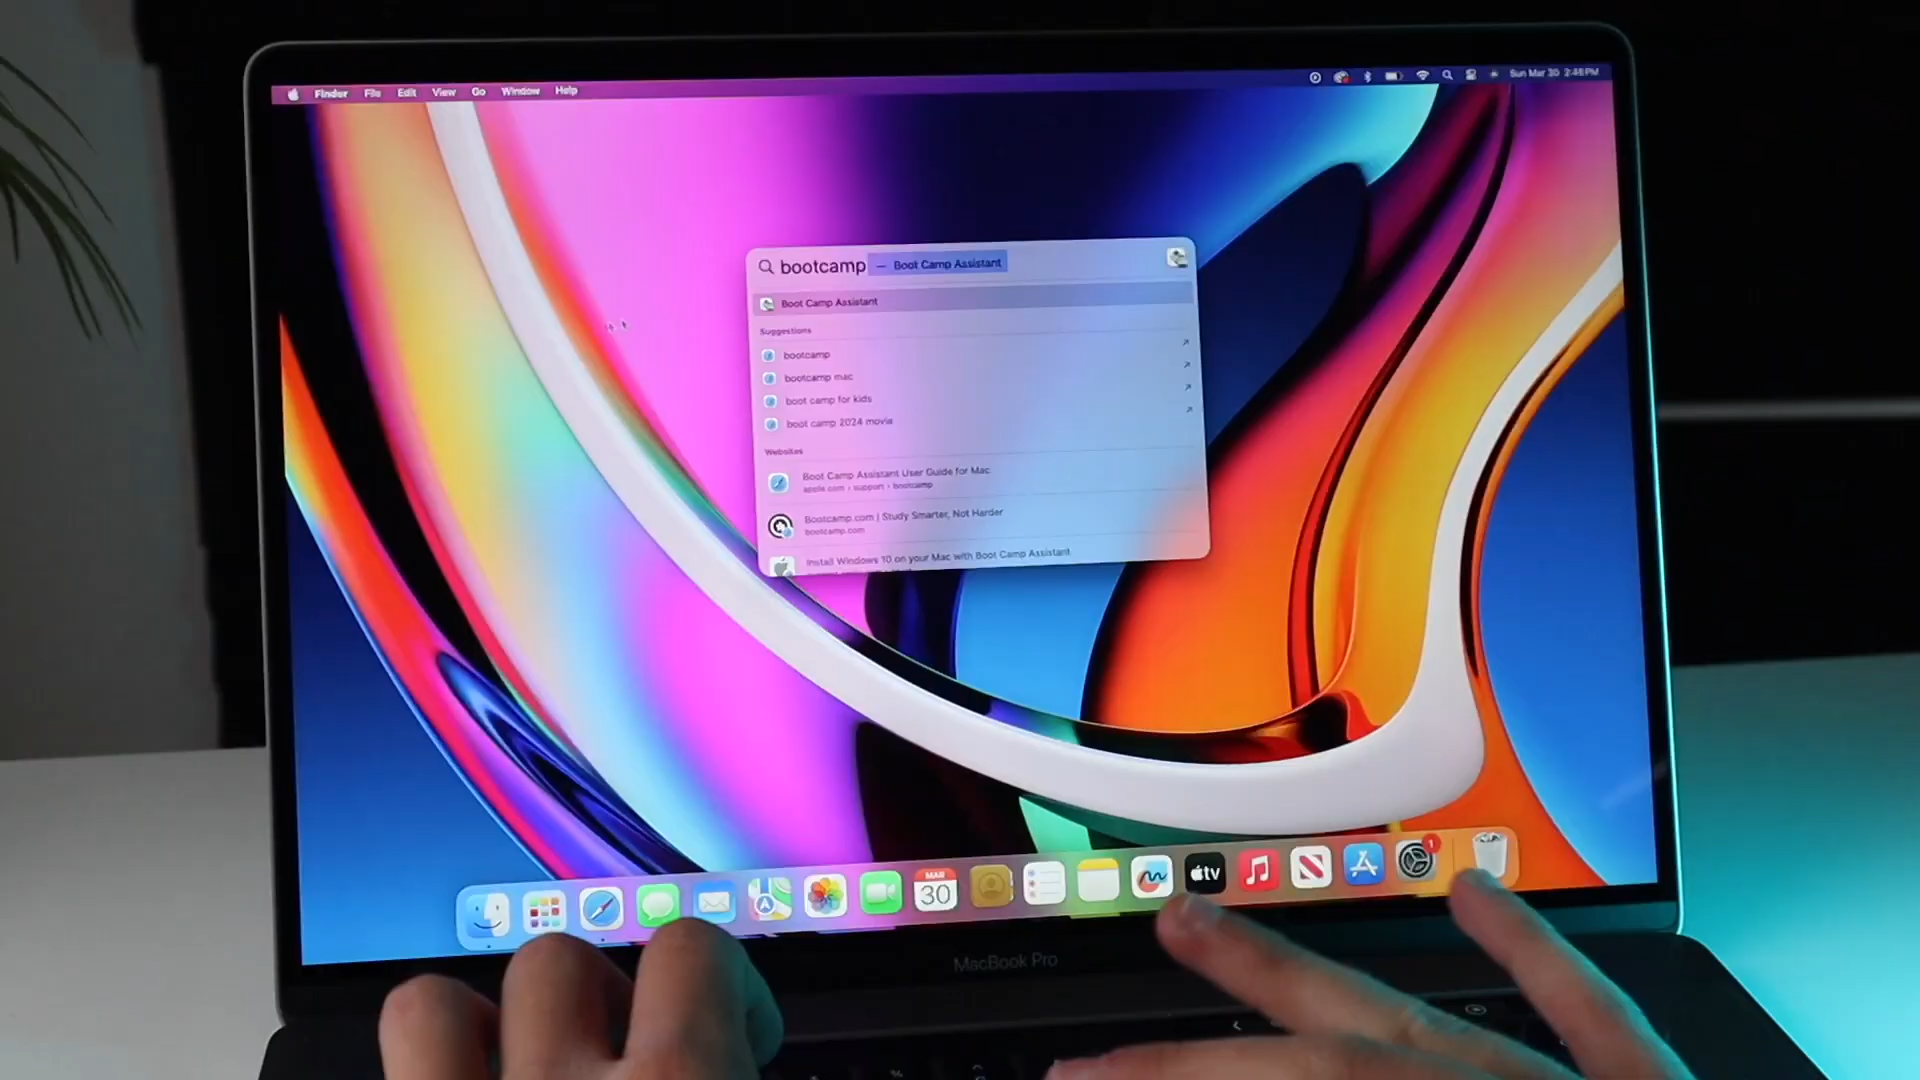 Finder File Edit View Go Window Help
Sun Mar 30 2:46 PM
bootcamp — Boot Camp Assistant
Boot Camp Assistant
Suggestions
bootcamp
bootcamp mac
boot camp for kids
boot camp 2024 movie
Websites
Boot Camp Assistant User Guide for Mac
apple.com › support › bootcamp
Bootcamp.com | Study Smarter, Not Harder
bootcamp.com
Install Windows 10 on your Mac with Boot Camp Assistant
MAR
30
tv
1
MacBook Pro